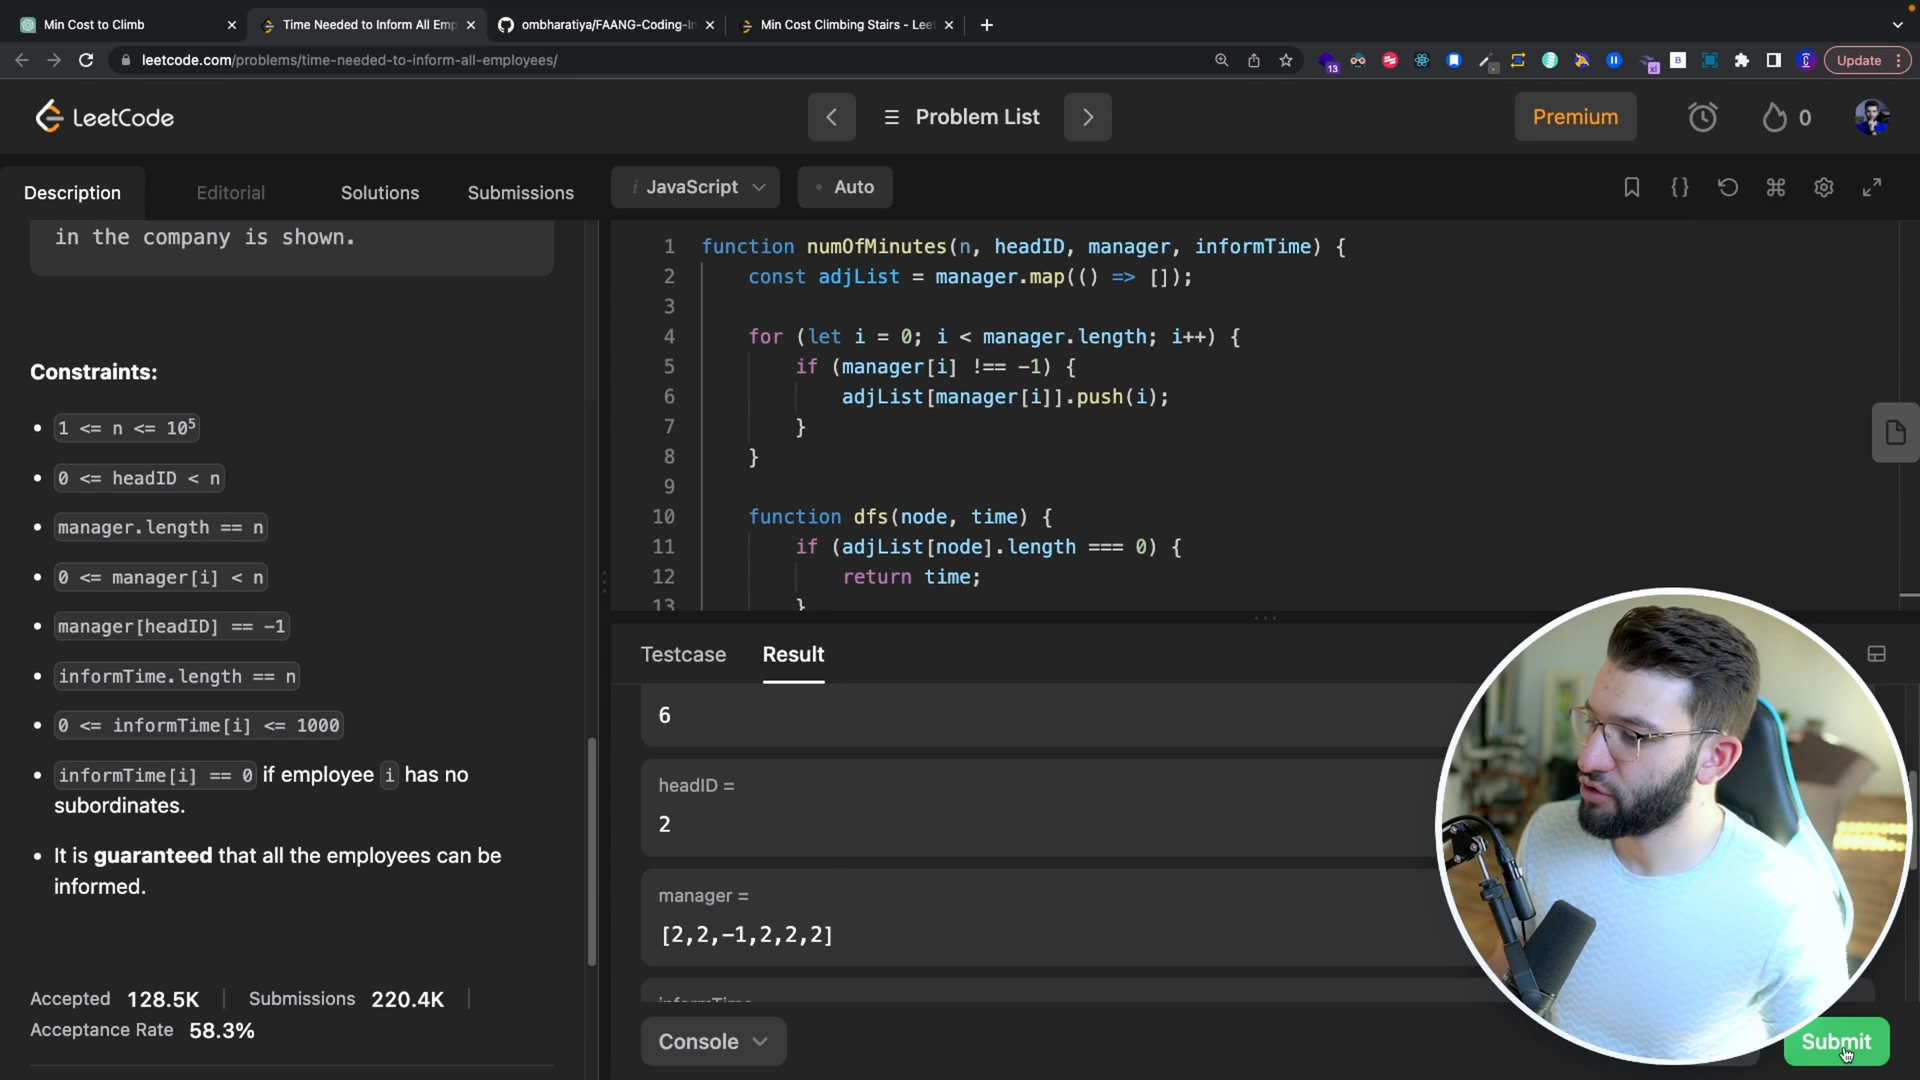 Min Cost to Climb
Time Needed to Inform All Emp
ombharatiya/FAANG-Coding-In
Min Cost Climbing Stairs - Lee
leetcode.com/problems/time-needed-to-inform-all-employees/
13
Update
LeetCode
Problem List
Premium
0
Description
Editorial
Solutions
Submissions
i JavaScript
Auto
in the company is shown.
Constraints:
1 <= n <= 10⁵
0 <= headID < n
manager.length == n
0 <= manager[i] < n
manager[headID] == -1
informTime.length == n
0 <= informTime[i] <= 1000
informTime[i] == 0 if employee i has no
subordinates.
It is guaranteed that all the employees can be
informed.
Accepted 128.5K
Submissions 220.4K
Acceptance Rate 58.3%
1 function numOfMinutes(n, headID, manager, informTime) {
2 const adjList = manager.map(() => []);
3
4 for (let i = 0; i < manager.length; i++) {
5 if (manager[i] !== -1) {
6 adjList[manager[i]].push(i);
7 }
8 }
9
10 function dfs(node, time) {
11 if (adjList[node].length === 0) {
12 return time;
13 }
Testcase
Result
6
headID =
2
manager =
[2,2,-1,2,2,2]
informTime
Console
Submit